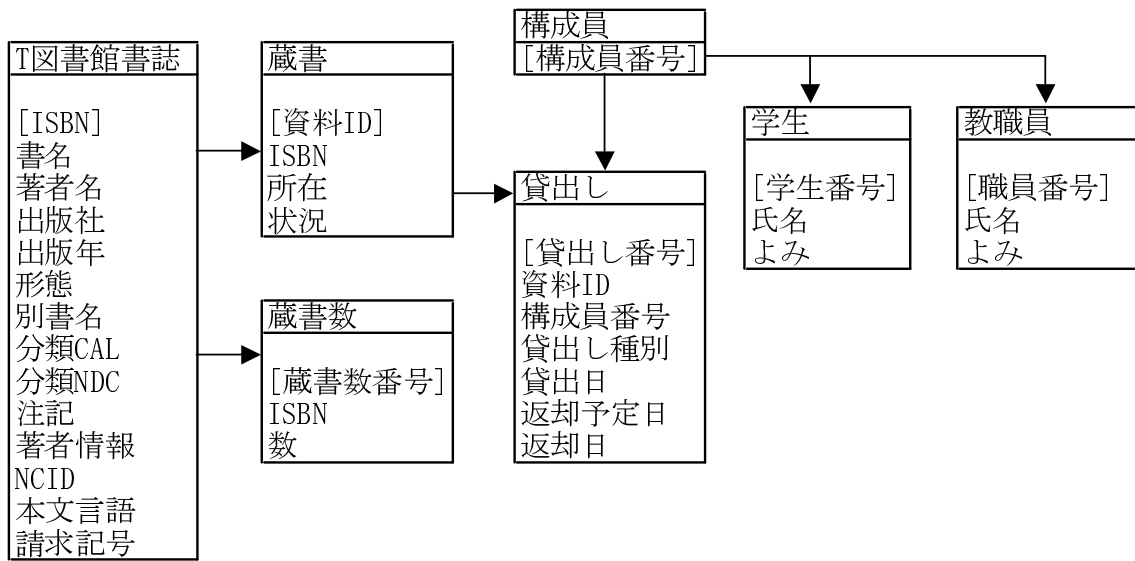 T図書館書誌
[ISBN]
書名
著者名
出版社
出版年
形態
別書名
分類CAL
分類NDC
注記
著者情報
NCID
本文言語
請求記号
蔵書
[資料ID]
ISBN
所在
状況
蔵書数
[蔵書数番号]
ISBN
数
構成員
[構成員番号]
貸出し
[貸出し番号]
資料ID
構成員番号
貸出し種別
貸出日
返却予定日
返却日
学生
[学生番号]
氏名
よみ
教職員
[職員番号]
氏名
よみ